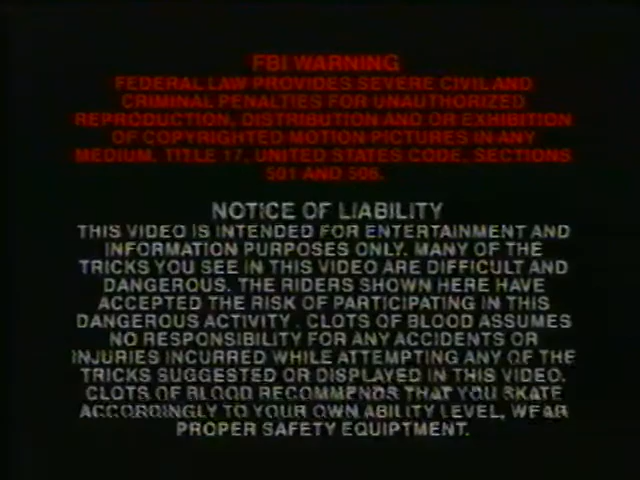 FBI WARNING
FEDERAL LAW PROVIDES SEVERE CIVIL AND
CRIMINAL PENALTIES FOR UNAUTHORIZED
REPRODUCTION, DISTRIBUTION AND OR EXHIBITION
OF COPYRIGHTED MOTION PICTURES IN ANY
MEDIUM, TITLE 17, UNITED STATES CODE, SECTIONS
501 AND 506.
NOTICE OF LIABILITY
THIS VIDEO IS INTENDED FOR ENTERTAINMENT AND
INFORMATION PURPOSES ONLY. MANY OF THE
TRICKS YOU SEE IN THIS VIDEO ARE DIFFICULT AND
DANGEROUS. THE RIDERS SHOWN HERE HAVE
ACCEPTED THE RISK OF PARTICIPATING IN THIS
DANGEROUS ACTIVITY . CLOTS OF BLOOD ASSUMES
NO RESPONSIBILITY FOR ANY ACCIDENTS OR
INJURIES INCURRED WHILE ATTEMPTING ANY OF THE
TRICKS SUGGESTED OR DISPLAYED IN THIS VIDEO.
CLOTS OF BLOOD RECOMMENDS THAT YOU SKATE
ACCORDINGLY TO YOUR OWN ABILITY LEVEL, WEAR
PROPER SAFETY EQUIPTMENT.